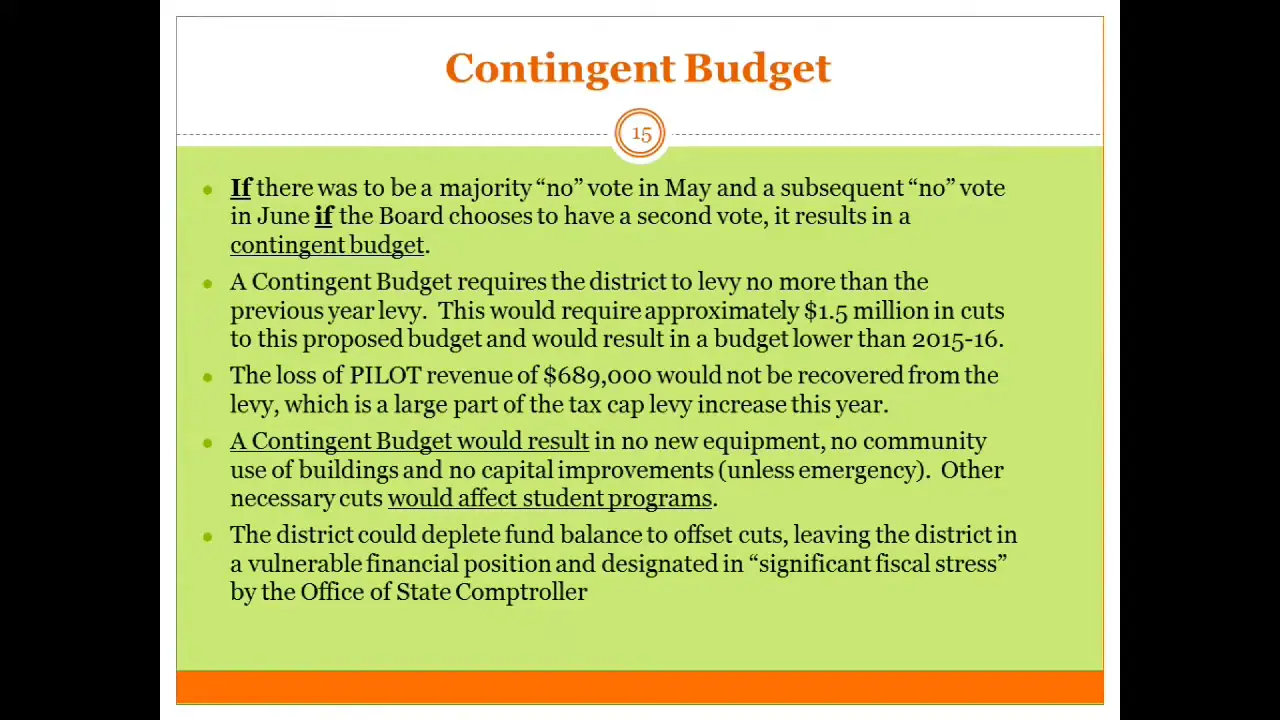 Contingent Budget
15
If there was to be a majority “no” vote in May and a subsequent “no” vote
in June if the Board chooses to have a second vote, it results in a
contingent budget.
A Contingent Budget requires the district to levy no more than the
previous year levy.  This would require approximately $1.5 million in cuts
to this proposed budget and would result in a budget lower than 2015-16.
The loss of PILOT revenue of $689,000 would not be recovered from the
levy, which is a large part of the tax cap levy increase this year.
A Contingent Budget would result in no new equipment, no community
use of buildings and no capital improvements (unless emergency).  Other
necessary cuts would affect student programs.
The district could deplete fund balance to offset cuts, leaving the district in
a vulnerable financial position and designated in “significant fiscal stress”
by the Office of State Comptroller